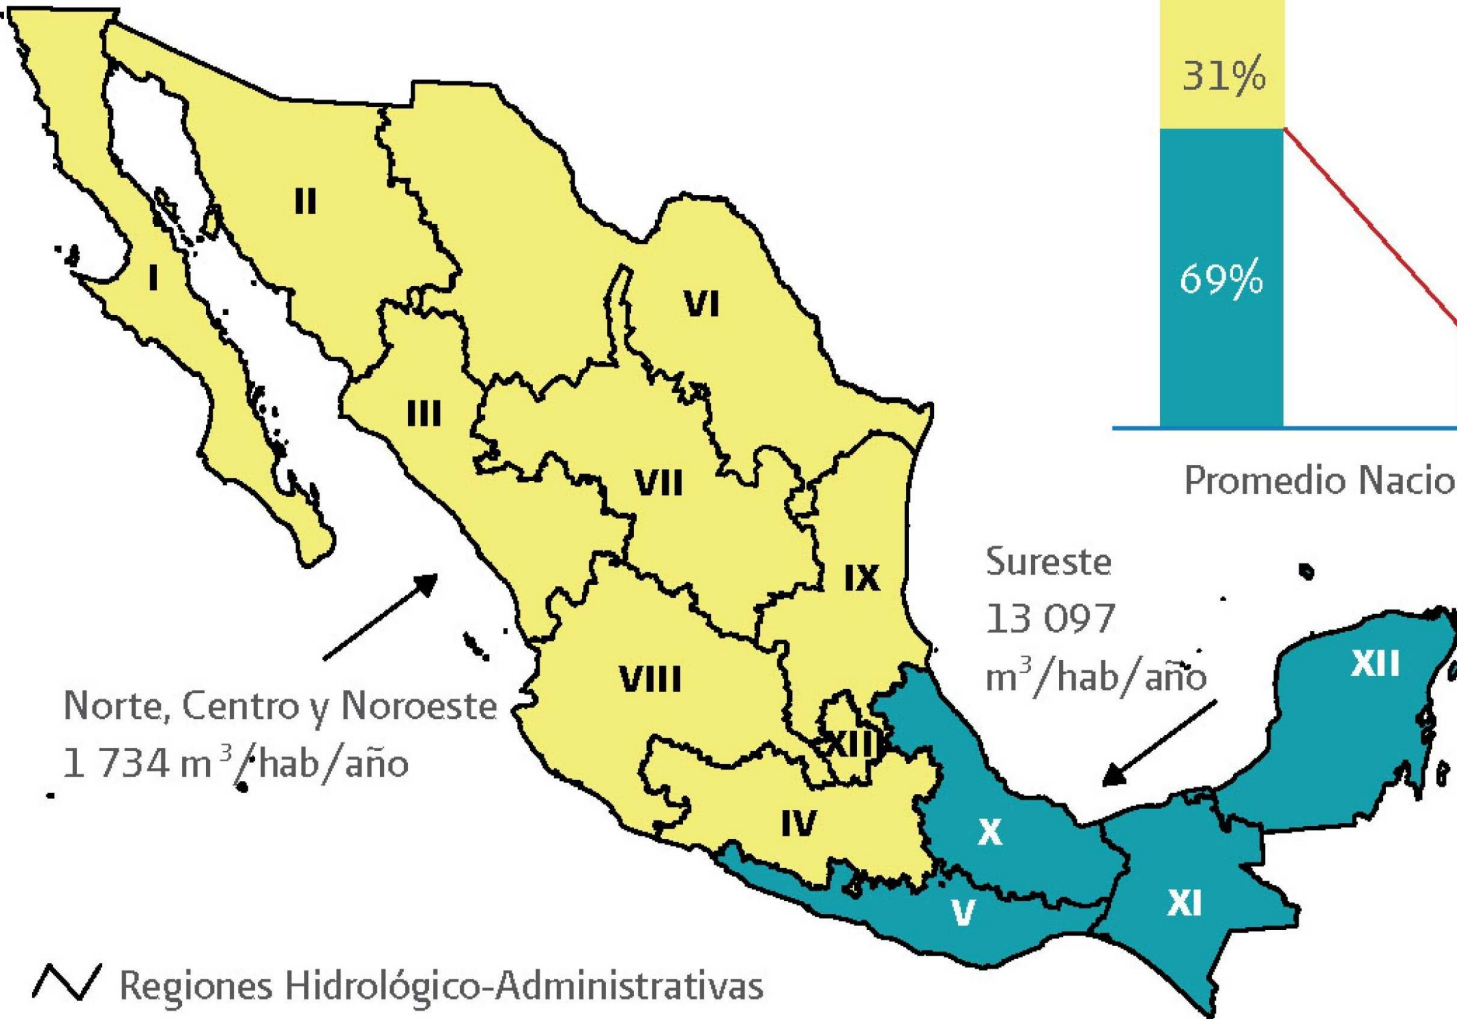 31%
69%
Promedio Nacio
II
I
VI
III
VII
IX
Sureste
13 097
m³/hab/año
XII
VIII
Norte, Centro y Noroeste
1 734 m³/hab/año
XII
IV
X
XI
V
Regiones Hidrológico-Administrativas